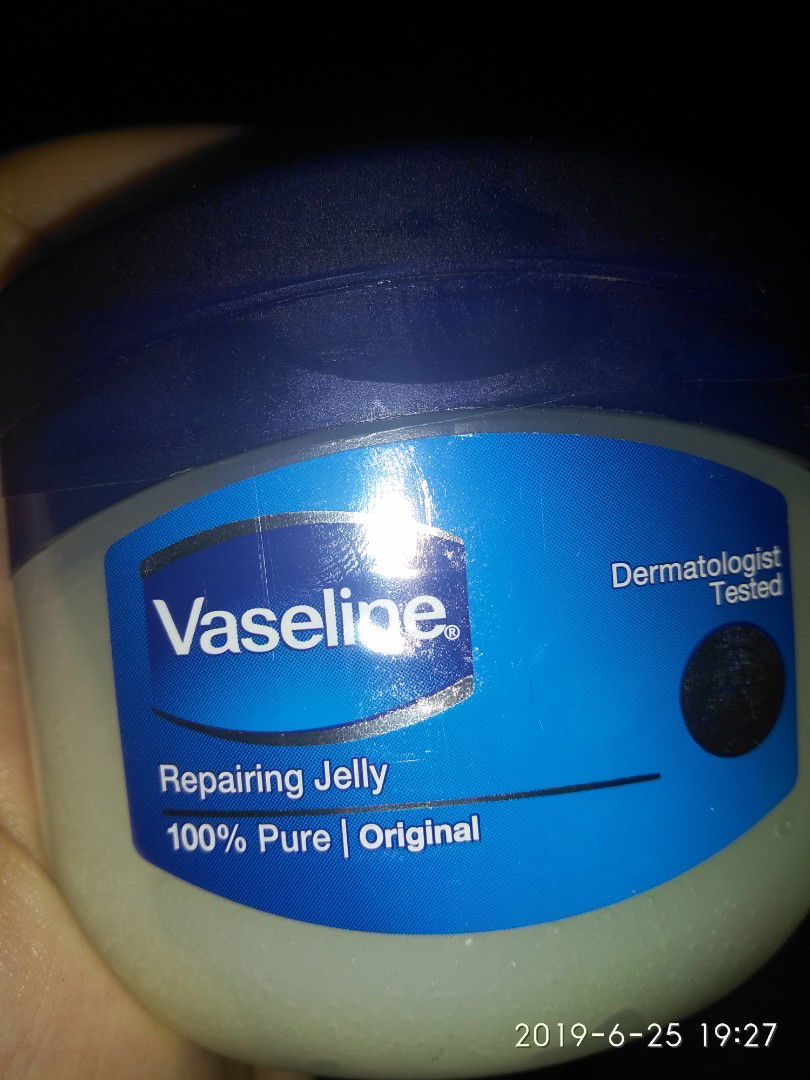 Vaseline®
Dermatologist
Tested
Repairing Jelly
100% Pure | Original
2019-6-25 19:27